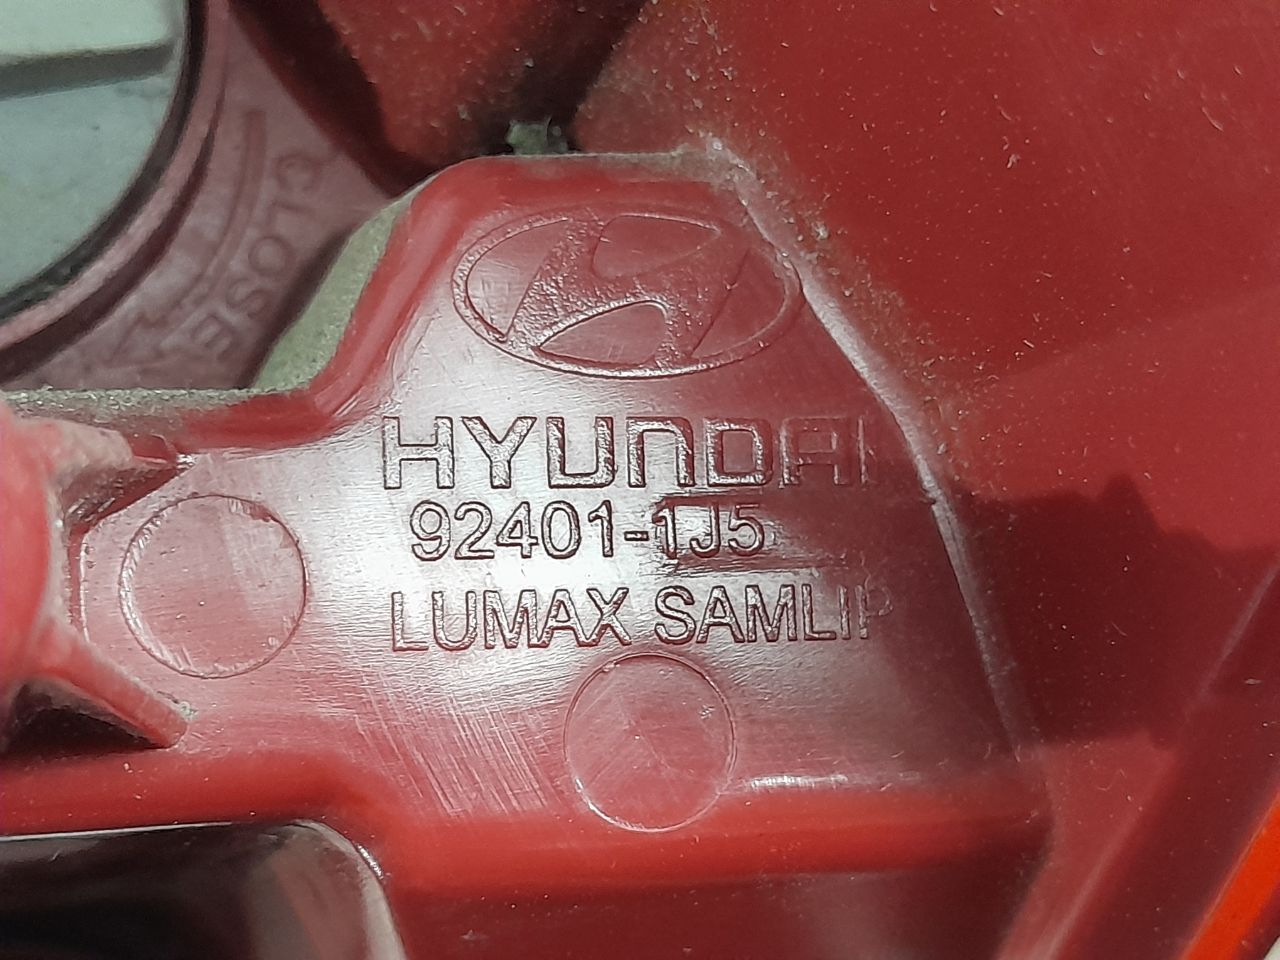 CLOSE
HYUNDAI
92401-1J5
LUMAX SAMLIP